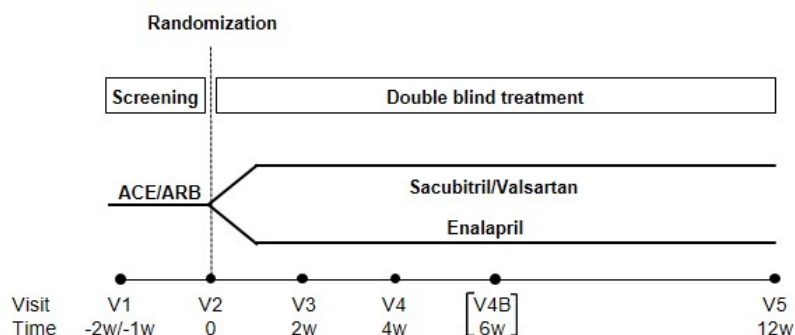 Randomization
Screening Double blind treatment
ACE/ARB Sacubitril/Valsartan
Enalapril
Visit V1 V2 V3 V4 [V4B] V5
Time -2w/-1w 0 2w 4w [6w] 12w